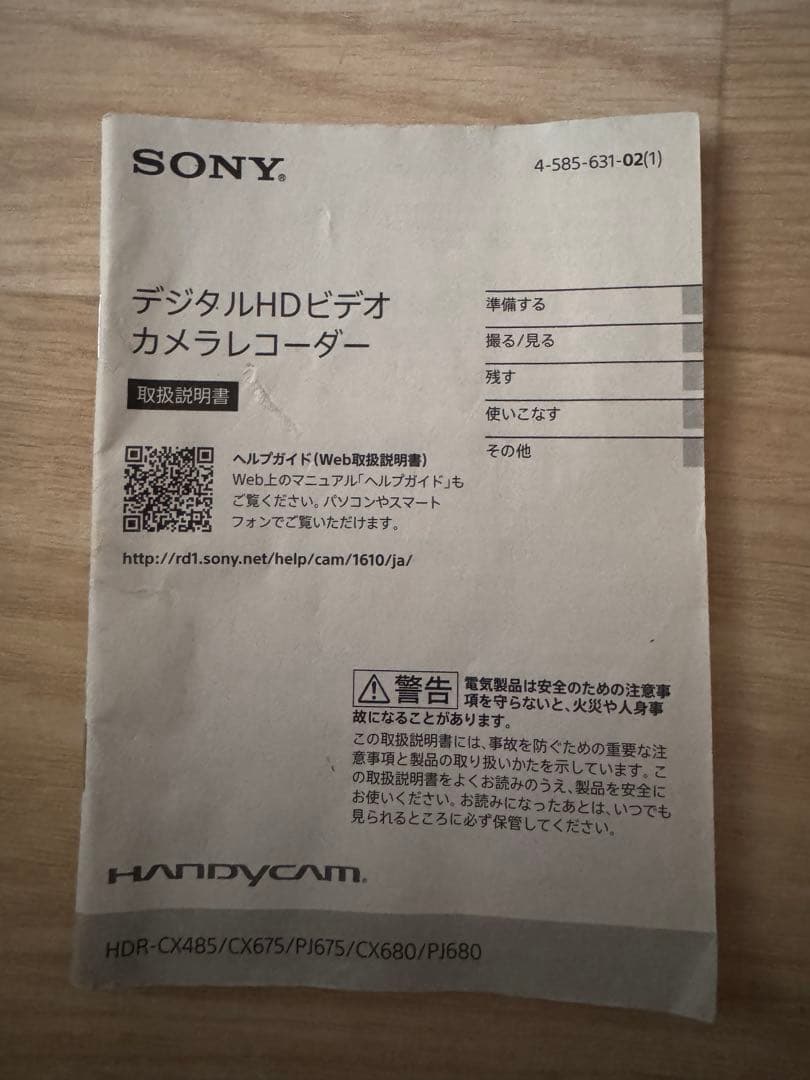 SONY®
4-585-631-02(1)
デジタルHDビデオ
カメラレコーダー
取扱説明書
準備する
撮る/見る
残す
使いこなす
その他
ヘルプガイド(Web取扱説明書)
Web上のマニュアル「ヘルプガイド」も
ご覧ください。パソコンやスマート
フォンでご覧いただけます。
http://rd1.sony.net/help/cam/1610/ja/
警告 電気製品は安全のための注意事
項を守らないと、火災や人身事
故になることがあります。
この取扱説明書には、事故を防ぐための重要な注
意事項と製品の取り扱いかたを示しています。こ
の取扱説明書をよくお読みのうえ、製品を安全に
お使いください。お読みになったあとは、いつでも
見られるところに必ず保管してください。
HANDYCAM®
HDR-CX485/CX675/PJ675/CX680/PJ680